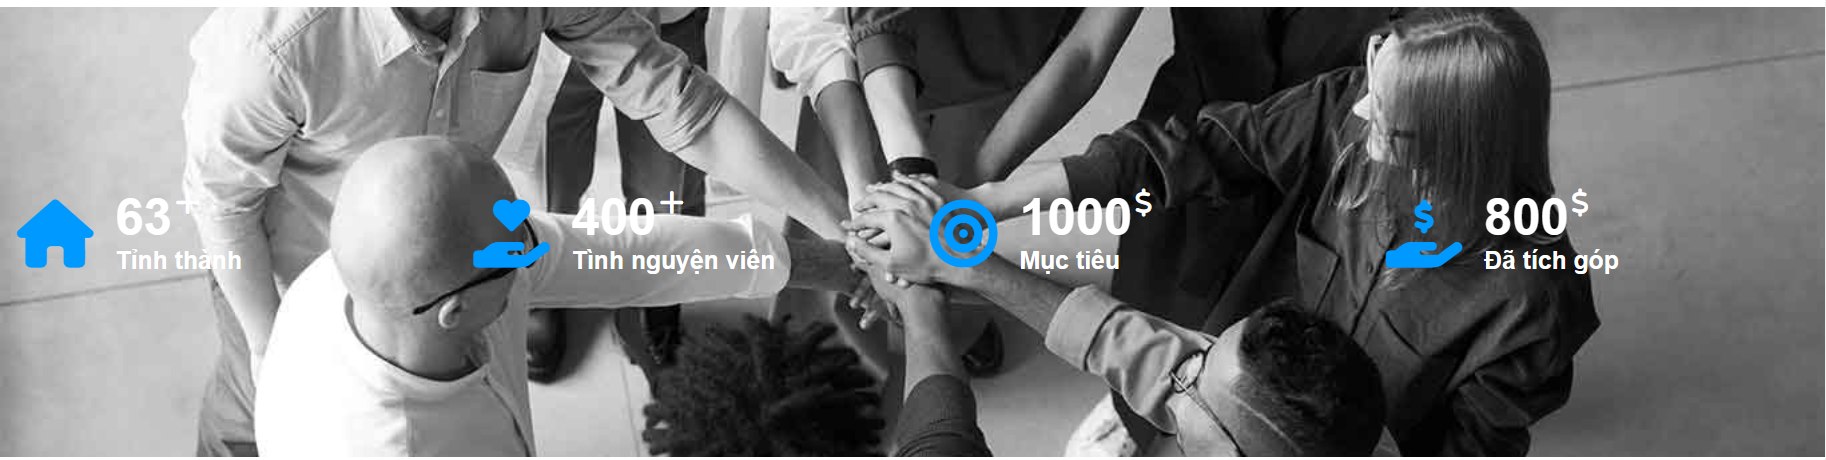 63+
Tỉnh thành
400+
Tình nguyện viên
1000$
Mục tiêu
$
800$
Đã tích góp